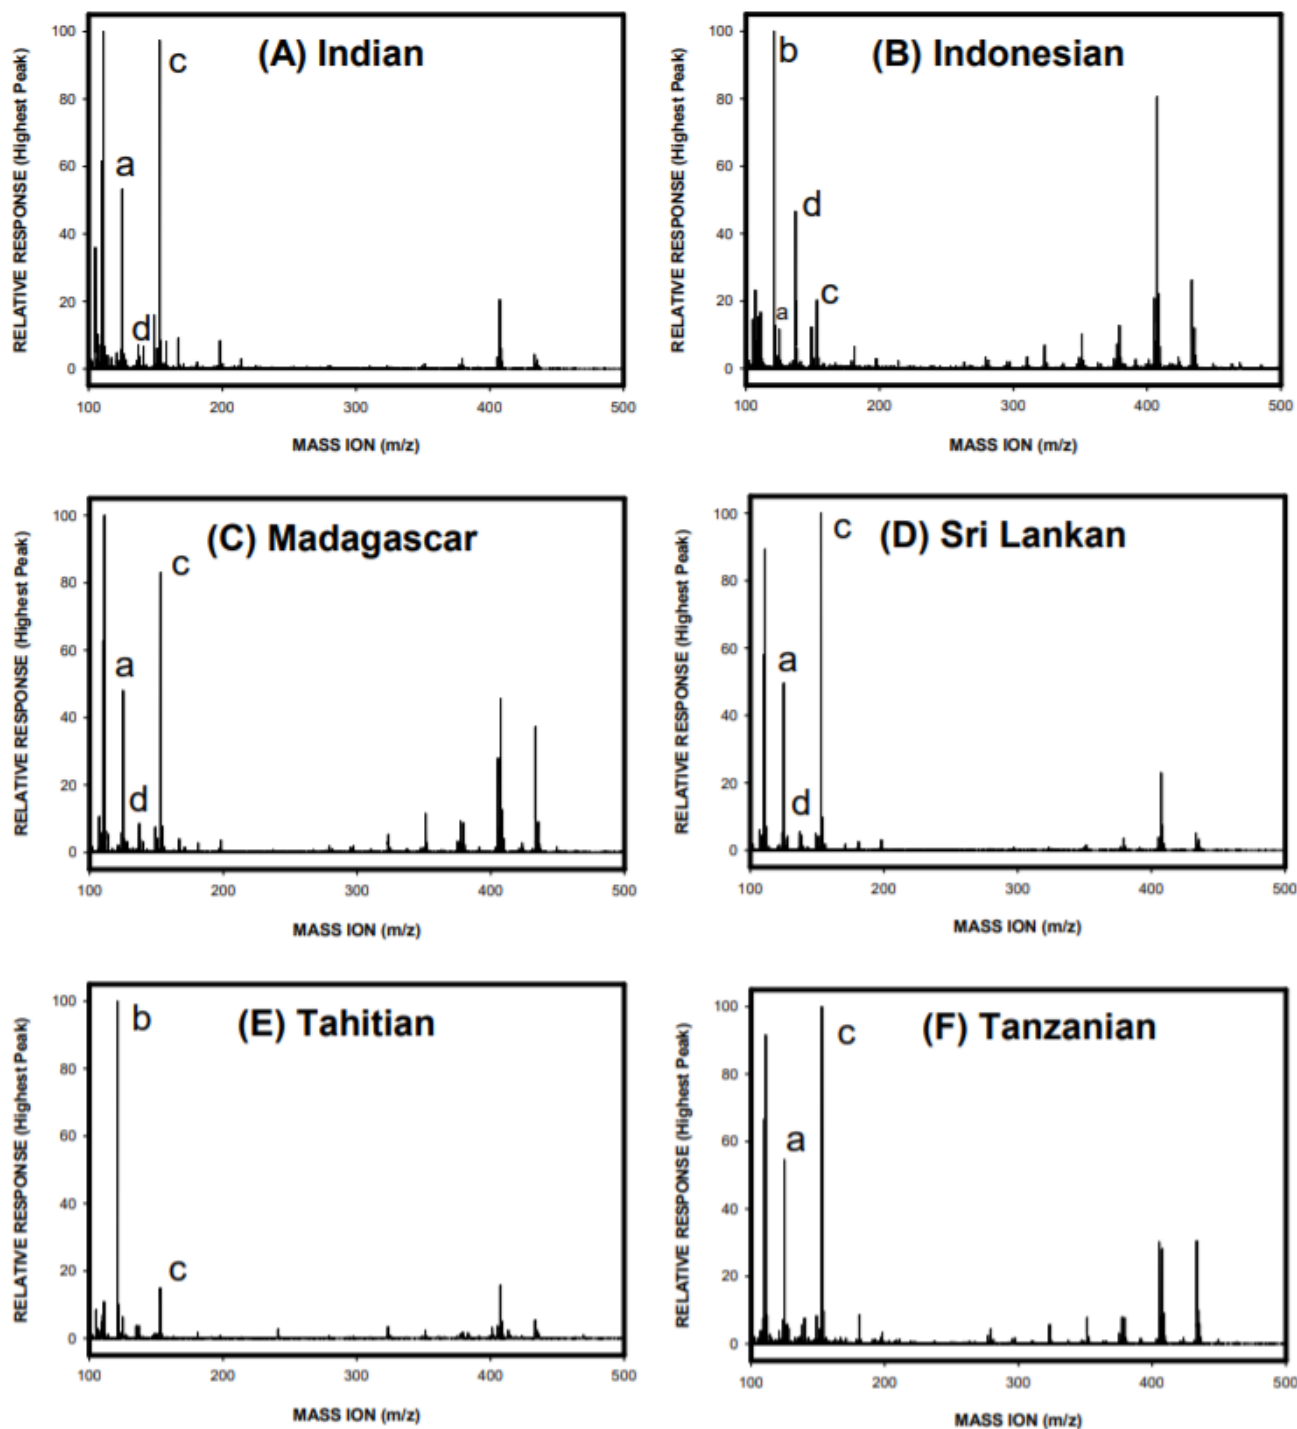 (A) Indian
RELATIVE RESPONSE (Highest Peak)
100
80
60
40
20
0
a
d
c
100 200 300 400 500
MASS ION (m/z)
(B) Indonesian
RELATIVE RESPONSE (Highest Peak)
100
80
60
40
20
0
b
a
d
c
100 200 300 400 500
MASS ION (m/z)
(C) Madagascar
RELATIVE RESPONSE (Highest Peak)
100
80
60
40
20
0
a
d
c
100 200 300 400 500
MASS ION (m/z)
(D) Sri Lankan
RELATIVE RESPONSE (Highest Peak)
100
80
60
40
20
0
a
d
c
100 200 300 400 500
MASS ION (m/z)
(E) Tahitian
RELATIVE RESPONSE (Highest Peak)
100
80
60
40
20
0
b
c
100 200 300 400 500
MASS ION (m/z)
(F) Tanzanian
RELATIVE RESPONSE (Highest Peak)
100
80
60
40
20
0
a
c
100 200 300 400 500
MASS ION (m/z)